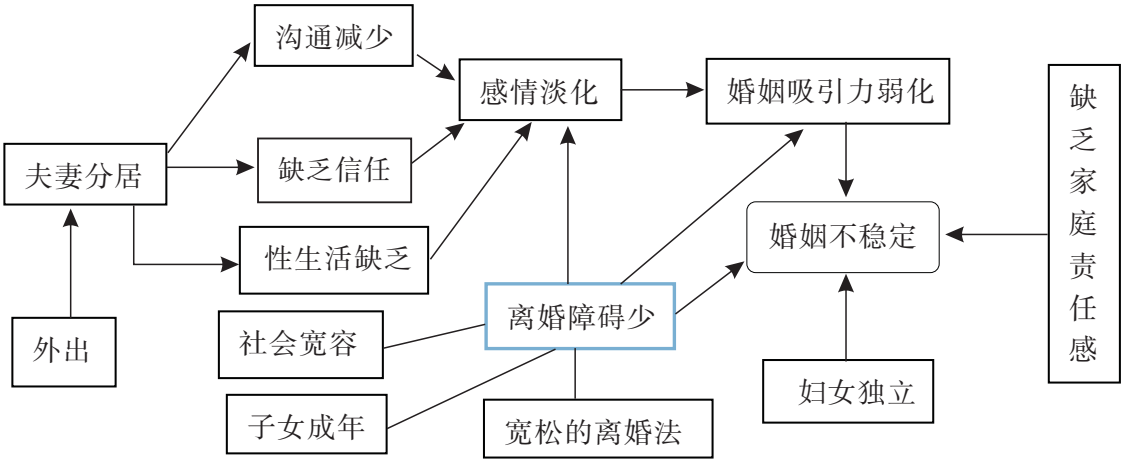 沟通减少
感情淡化
婚姻吸引力弱化
缺乏家庭责任感
夫妻分居
缺乏信任
性生活缺乏
婚姻不稳定
外出
社会宽容
离婚障碍少
子女成年
宽松的离婚法
妇女独立